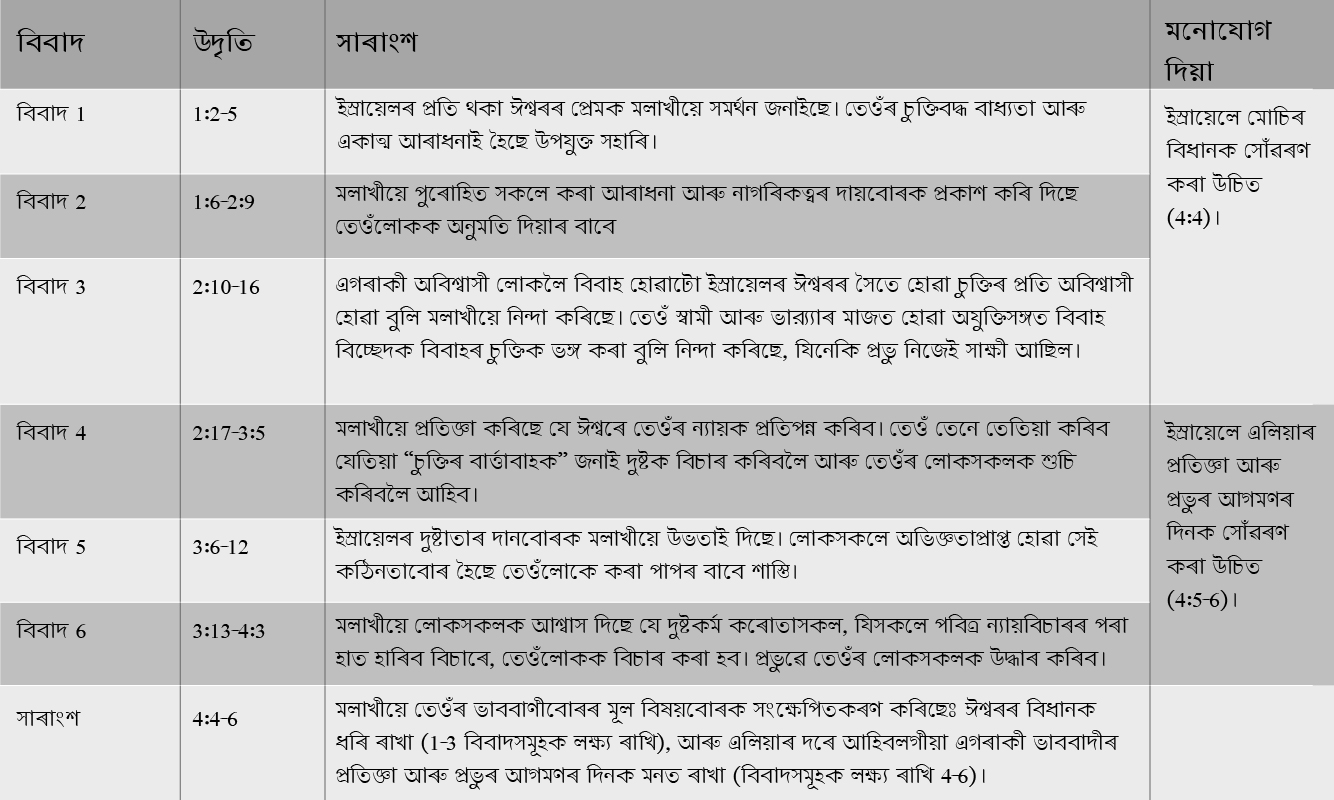 বিবাদ
উদৃতি
সাৰাংশ
মনোযোগ
দিয়া
বিবাদ 1
1:2-5
ইস্ৰায়েলৰ প্ৰতি থকা ঈশ্বৰৰ প্ৰেমক মলাখীয়ে সমৰ্থন জনাইছে। তেওঁৰ চুক্তিবদ্ধ বাধ্যতা আৰু
একাত্ম আৰাধনাই হৈছে উপযুক্ত সহাৰি।
ইস্ৰায়েলে মোচিৰ
বিধানক সোঁৱৰণ
কৰা উচিত
(4:4)।
বিবাদ 2
1:6-2:9
মলাখীয়ে পুৰোহিত সকলে কৰা আৰাধনা আৰু নাগৰিকত্বৰ দায়বোৰক প্ৰকাশ কৰি দিছে
তেওঁলোকক অনুমতি দিয়াৰ বাবে
বিবাদ 3
2:10-16
এগৰাকী অবিশ্বাসী লোকলৈ বিবাহ হোৱাটো ইস্ৰায়েলৰ ঈশ্বৰৰ সৈতে হোৱা চুক্তিৰ প্ৰতি অবিশ্বাসী
হোৱা বুলি মলাখীয়ে নিন্দা কৰিছে। তেওঁ স্বামী আৰু ভাৰ্য্যাৰ মাজত হোৱা অযুক্তিসঙ্গত বিবাহ
বিচ্ছেদক বিবাহৰ চুক্তিক ভঙ্গ কৰা বুলি নিন্দা কৰিছে, যিনেকি প্ৰভু নিজেই সাক্ষী আছিল।
বিবাদ 4
2:17-3:5
মলাখীয়ে প্ৰতিজ্ঞা কৰিছে যে ঈশ্বৰে তেওঁৰ ন্যায়ক প্ৰতিপন্ন কৰিব। তেওঁ তেনে তেতিয়া কৰিব
যেতিয়া “চুক্তিৰ বাৰ্ত্তাবাহক” জনাই দুষ্টক বিচাৰ কৰিবলৈ আৰু তেওঁৰ লোকসকলক শুচি
কৰিবলৈ আহিব।
ইস্ৰায়েলে এলিয়াৰ
প্ৰতিজ্ঞা আৰু
প্ৰভুৰ আগমণৰ
দিনক সোঁৱৰণ
কৰা উচিত
(4:5-6)।
বিবাদ 5
3:6-12
ইস্ৰায়েলৰ দুষ্টাতাৰ দানবোৰক মলাখীয়ে উভতাই দিছে। লোকসকলে অভিজ্ঞতাপ্ৰাপ্ত হোৱা সেই
কঠিনতাবোৰ হৈছে তেওঁলোকে কৰা পাপৰ বাবে শাস্তি।
বিবাদ 6
3:13-4:3
মলাখীয়ে লোকসকলক আশ্বাস দিছে যে দুষ্টকৰ্ম কৰোতাসকল, যিসকলে পবিত্ৰ ন্যায়বিচাৰৰ পৰা
হাত হাৰিব বিচাৰে, তেওঁলোকক বিচাৰ কৰা হব। প্ৰভুৱে তেওঁৰ লোকসকলক উদ্ধাৰ কৰিব।
সাৰাংশ
4:4-6
মলাখীয়ে তেওঁৰ ভাববাণীবোৰৰ মূল বিষয়বোৰক সংক্ষেপিতকৰণ কৰিছেঃ ঈশ্বৰৰ বিধানক
ধৰি ৰাখা (1-3 বিবাদসমূহক লক্ষ্য ৰাখি), আৰু এলিয়াৰ দৰে আহিবলগীয়া এগৰাকী ভাববাদীৰ
প্ৰতিজ্ঞা আৰু প্ৰভুৰ আগমণৰ দিনক মনত ৰাখা (বিবাদসমূহক লক্ষ্য ৰাখি 4-6)।